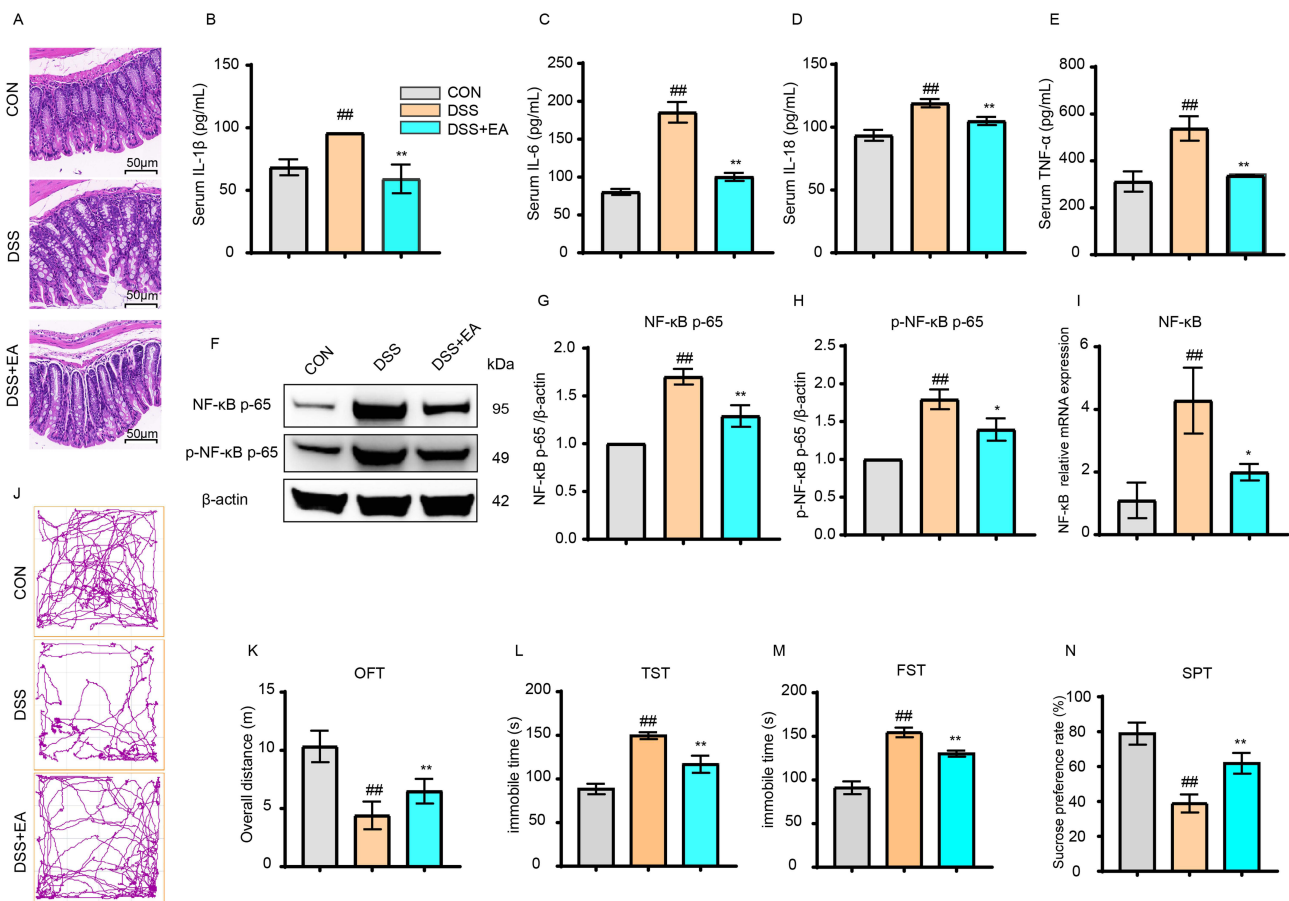 A
CON
50μm
DSS
50μm
DSS+EA
50μm
B
Serum IL-1β (pg/mL)
150
100
50
0
##
**
CON
DSS
DSS+EA
C
Serum IL-6 (pg/mL)
250
200
150
100
50
0
##
**
D
Serum IL-18 (pg/mL)
150
100
50
0
##
**
E
Serum TNF-α (pg/mL)
800
600
400
200
0
##
**
F
CON
DSS
DSS+EA
kDa
NF-κB p-65
95
p-NF-κB p-65
49
β-actin
42
G
NF-κB p-65
NF-κB p-65 /β-actin
2.0
1.5
1.0
0.5
0.0
##
**
H
p-NF-κB p-65
p-NF-κB p-65 /β-actin
2.5
2.0
1.5
1.0
0.5
0.0
##
*
I
NF-κB
NF-kB relative mRNA expression
6
4
2
0
##
*
J
CON
DSS
DSS+EA
K
OFT
Overall distance (m)
15
10
5
0
##
**
L
TST
immobile time (s)
200
150
100
50
0
##
**
M
FST
immobile time (s)
200
150
100
50
0
##
**
N
SPT
Sucrose preference rate (%)
100
80
60
40
20
0
##
**